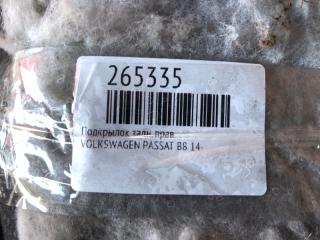 265335
Подкрылок задн. прав.
VOLKSWAGEN PASSAT B8 14-